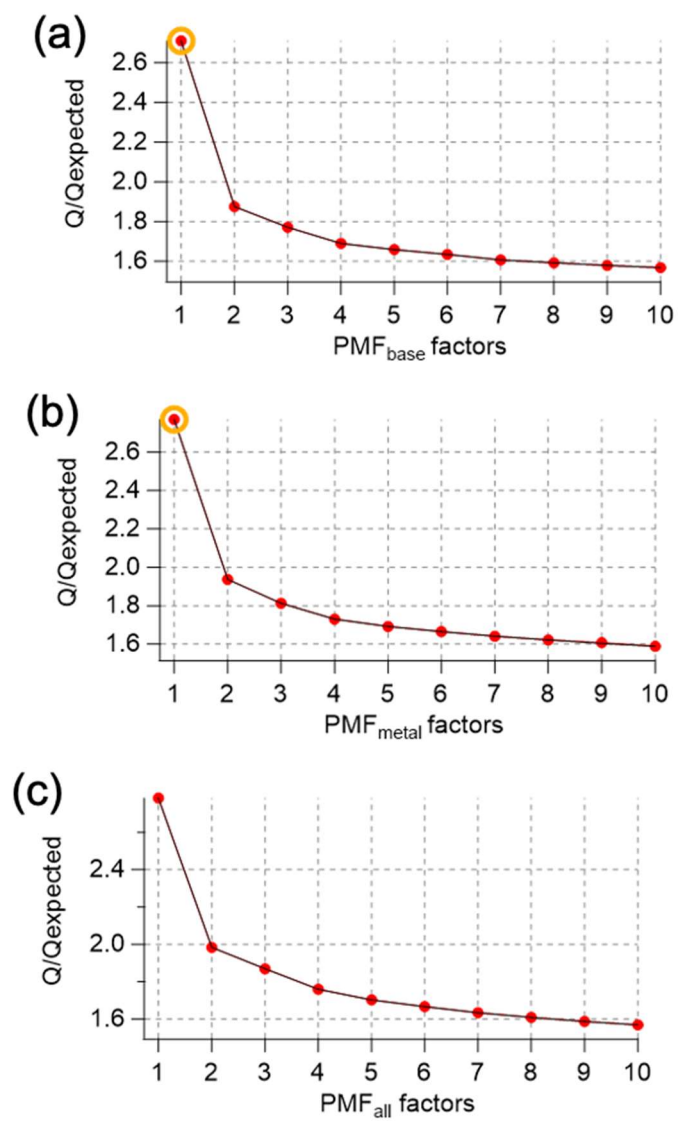 (a)
Q/Qexpected
2.6
2.4
2.2
2.0
1.8
1.6
1 2 3 4 5 6 7 8 9 10
PMFbase factors
(b)
Q/Qexpected
2.6
2.4
2.2
2.0
1.8
1.6
1 2 3 4 5 6 7 8 9 10
PMFmetal factors
(c)
Q/Qexpected
2.4
2.0
1.6
1 2 3 4 5 6 7 8 9 10
PMFall factors